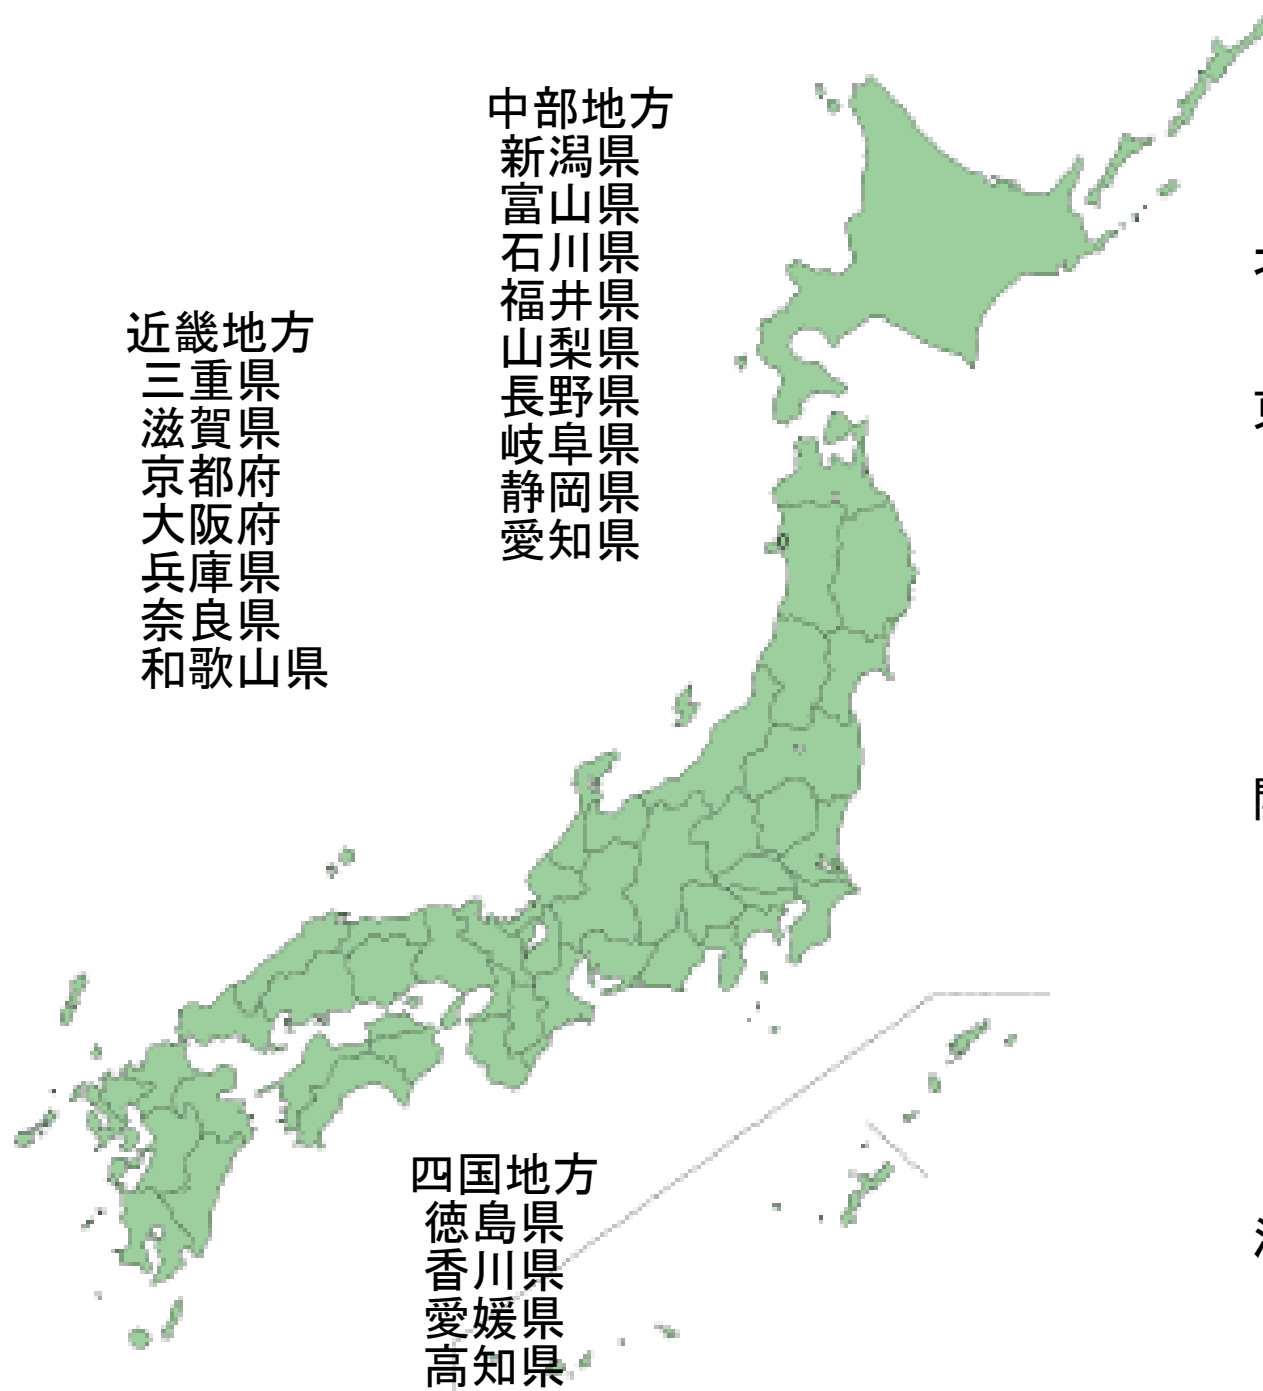 中部地方
新潟県
富山県
石川県
福井県
山梨県
長野県
岐阜県
静岡県
愛知県
近畿地方
三重県
滋賀県
京都府
大阪府
兵庫県
奈良県
和歌山県
四国地方
徳島県
香川県
愛媛県
高知県